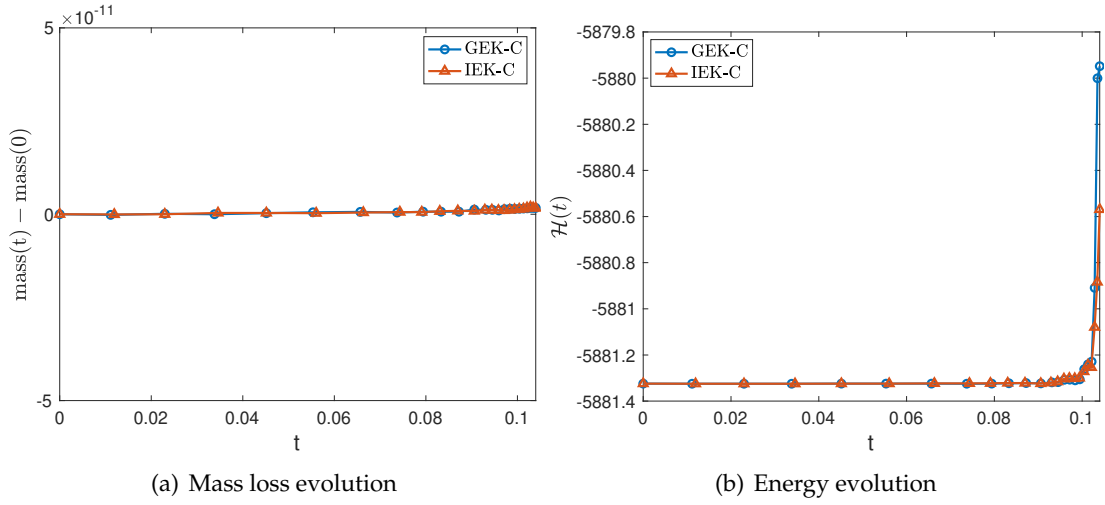 ×10⁻¹¹
5
GEK-C
IEK-C
mass(t) − mass(0)
0
-5
0
0.02
0.04
0.06
0.08
0.1
t
(a) Mass loss evolution
-5879.8
GEK-C
IEK-C
-5880
-5880.2
-5880.4
-5880.6
-5880.8
-5881
-5881.2
-5881.4
ℋ(t)
0
0.02
0.04
0.06
0.08
0.1
t
(b) Energy evolution